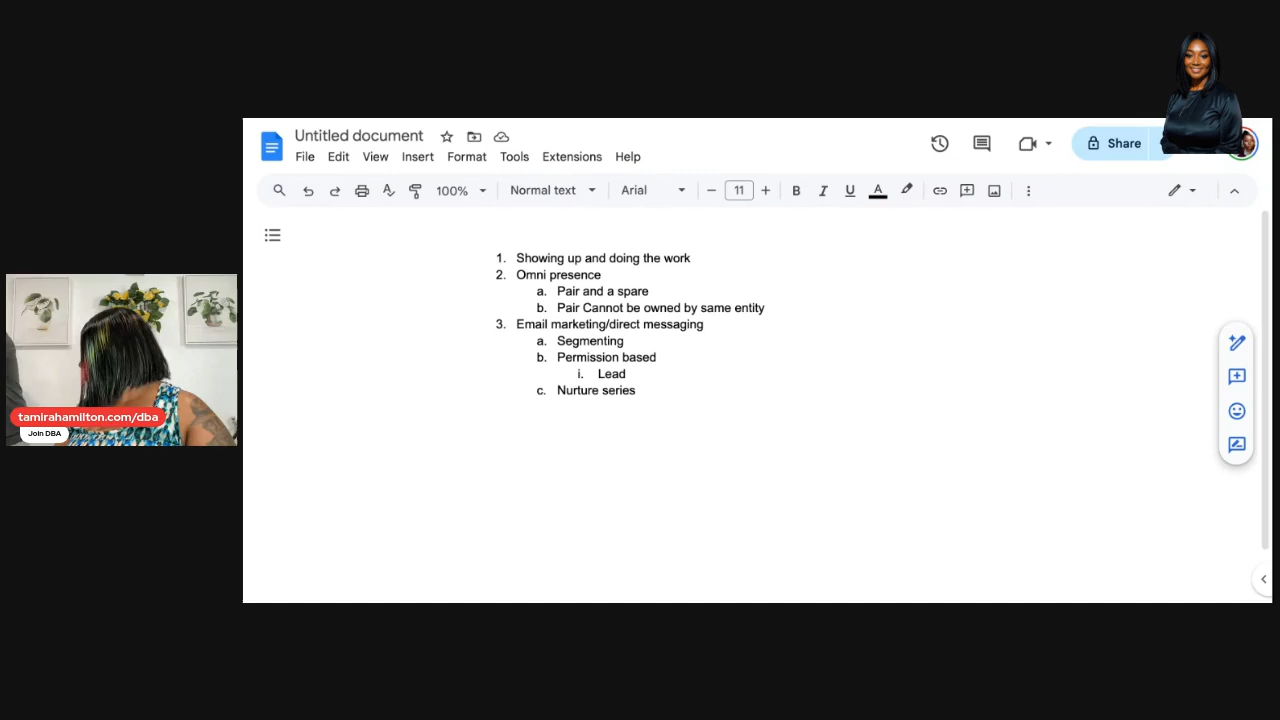 Untitled document
File Edit View Insert Format Tools Extensions Help
Share
100% Normal text Arial 11 B I U A
1. Showing up and doing the work
2. Omni presence
a. Pair and a spare
b. Pair Cannot be owned by same entity
3. Email marketing/direct messaging
a. Segmenting
b. Permission based
i. Lead
c. Nurture series
tamirahamilton.com/dba
Join DBA